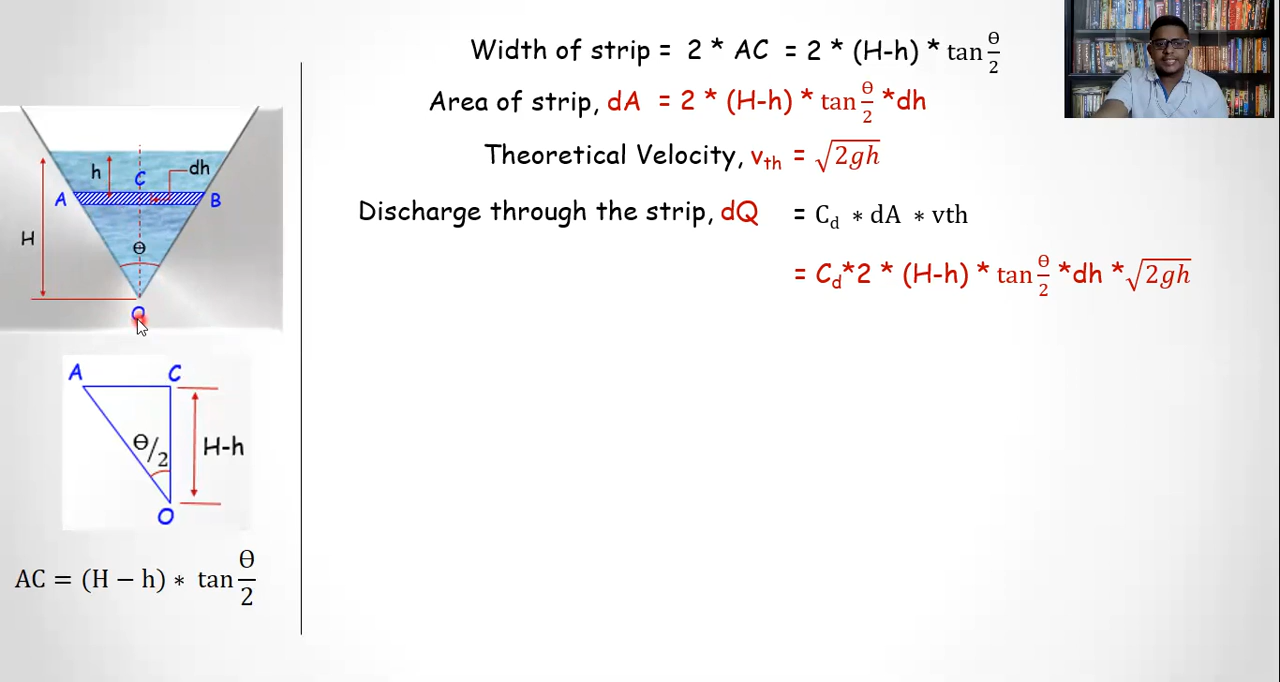 Width of strip = 2 * AC = 2 * (H-h) * tan θ/2
Area of strip, dA = 2 * (H-h) * tan θ/2 *dh
Theoretical Velocity, vth = √2gh
Discharge through the strip, dQ = Cd * dA * vth
= Cd*2 * (H-h) * tan θ/2 *dh *√2gh
h
C
dh
A
B
H
θ
O
A
C
θ/2
H-h
O
AC = (H − h) * tan θ/2